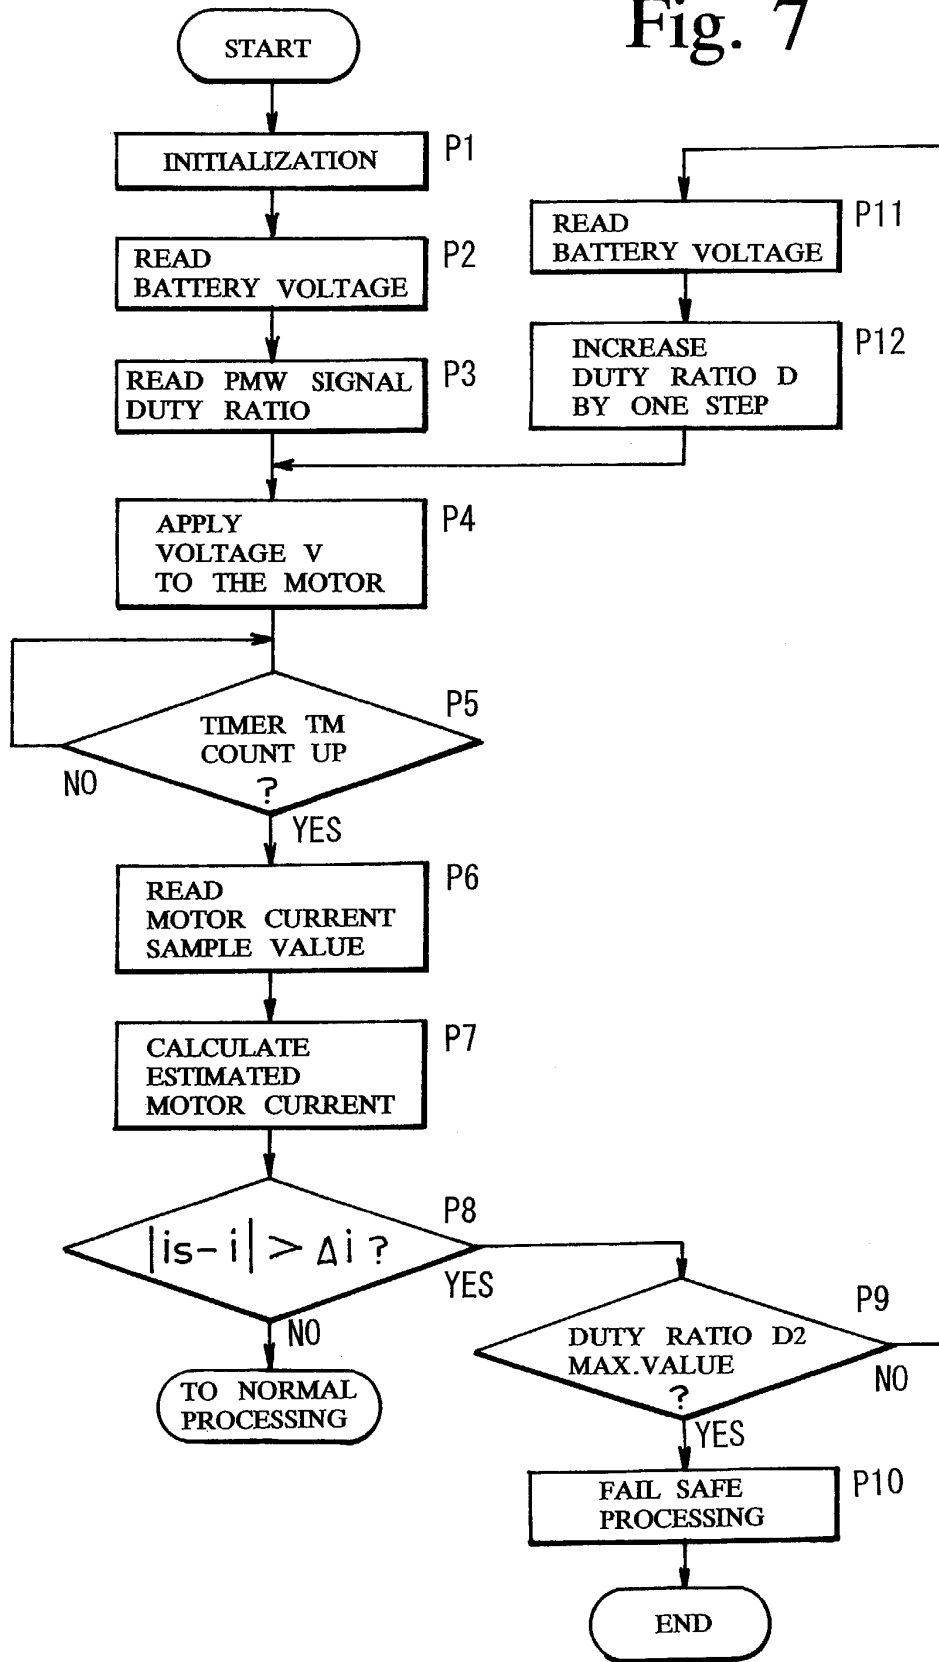 Fig. 7
START
INITIALIZATION
P1
READ
BATTERY VOLTAGE
P2
READ PMW SIGNAL
DUTY RATIO
P3
READ
BATTERY VOLTAGE
P11
INCREASE
DUTY RATIO D
BY ONE STEP
P12
APPLY
VOLTAGE V
TO THE MOTOR
P4
TIMER TM
COUNT UP
?
P5
NO
YES
READ
MOTOR CURRENT
SAMPLE VALUE
P6
CALCULATE
ESTIMATED
MOTOR CURRENT
P7
|is-i| > Δi ?
P8
YES
NO
TO NORMAL
PROCESSING
DUTY RATIO D2
MAX.VALUE
?
P9
NO
YES
FAIL SAFE
PROCESSING
P10
END